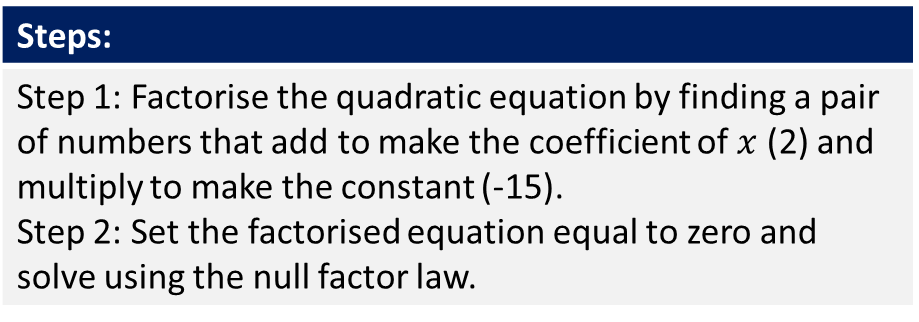 Steps:
Step 1: Factorise the quadratic equation by finding a pair
of numbers that add to make the coefficient of 𝑥 (2) and
multiply to make the constant (-15).
Step 2: Set the factorised equation equal to zero and
solve using the null factor law.